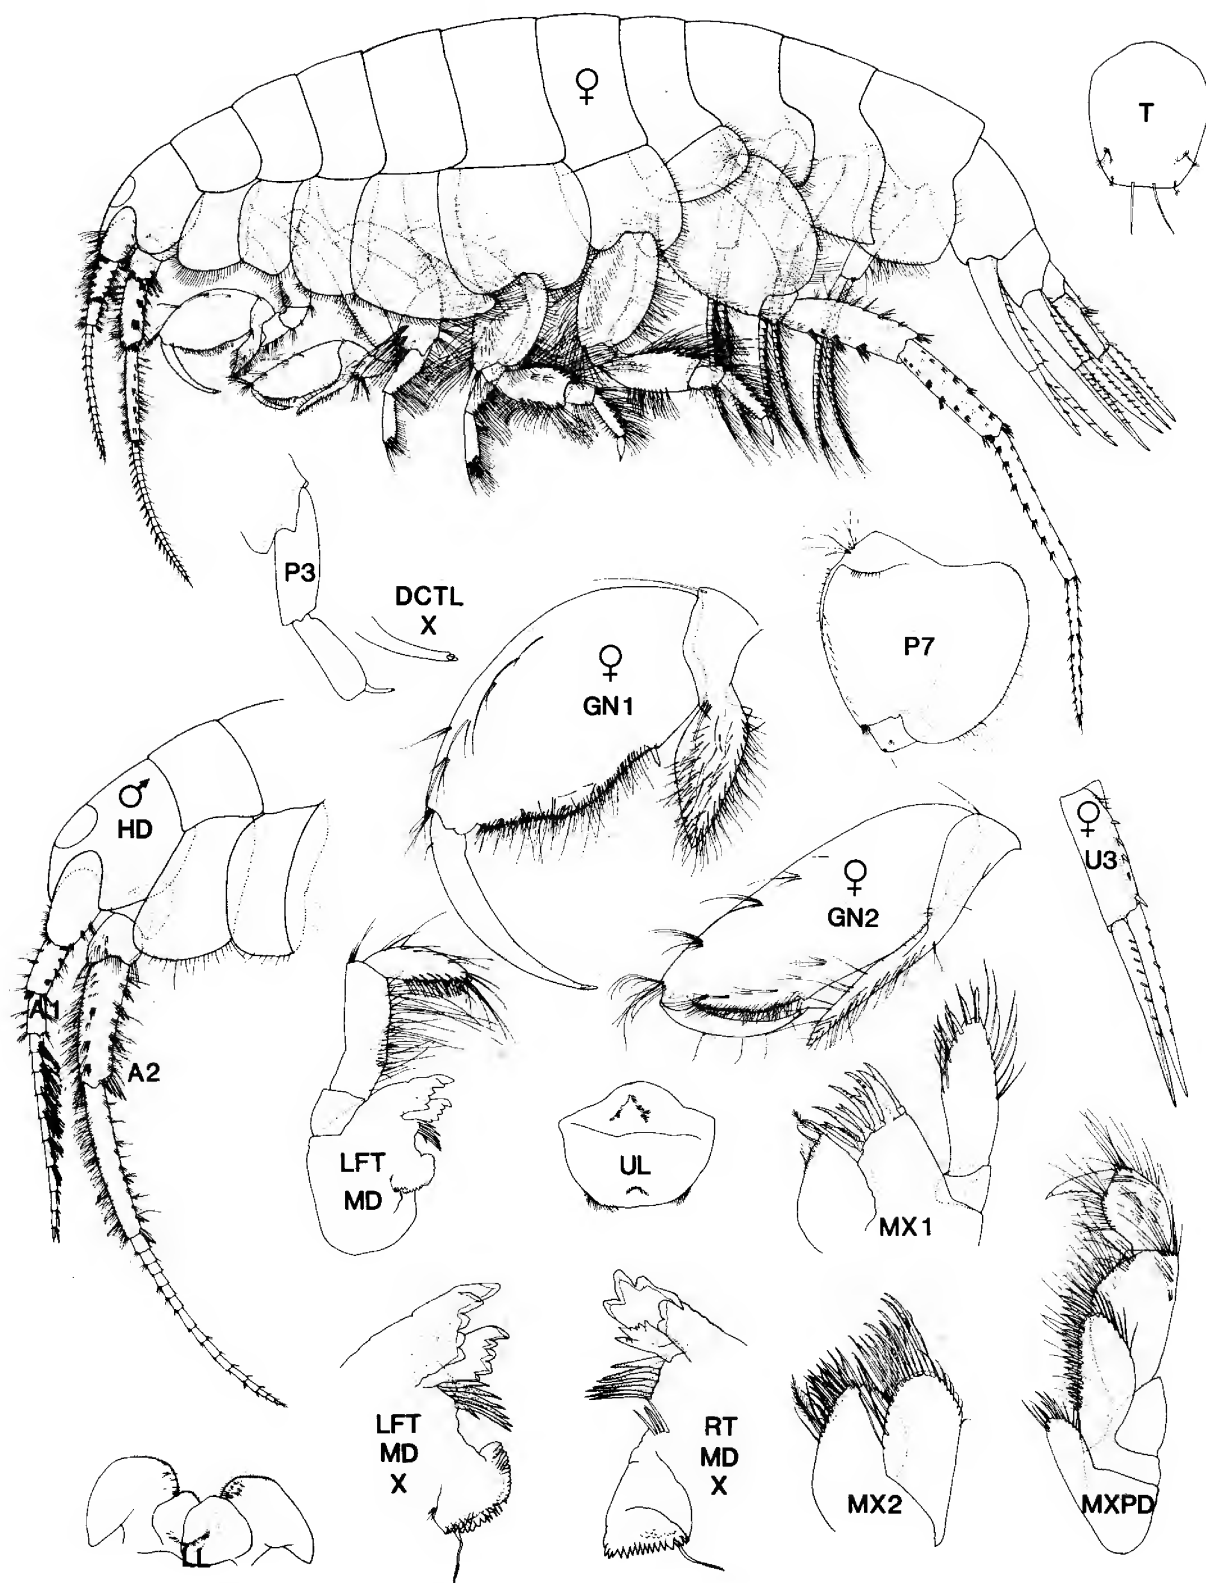 ♀
T
P3
DCTL
X
♀
GN1
P7
♂
HD
♀
U3
♀
GN2
A1
A2
LFT
MD
UL
MX1
LFT
MD
X
RT
MD
X
MX2
MXPD
LL